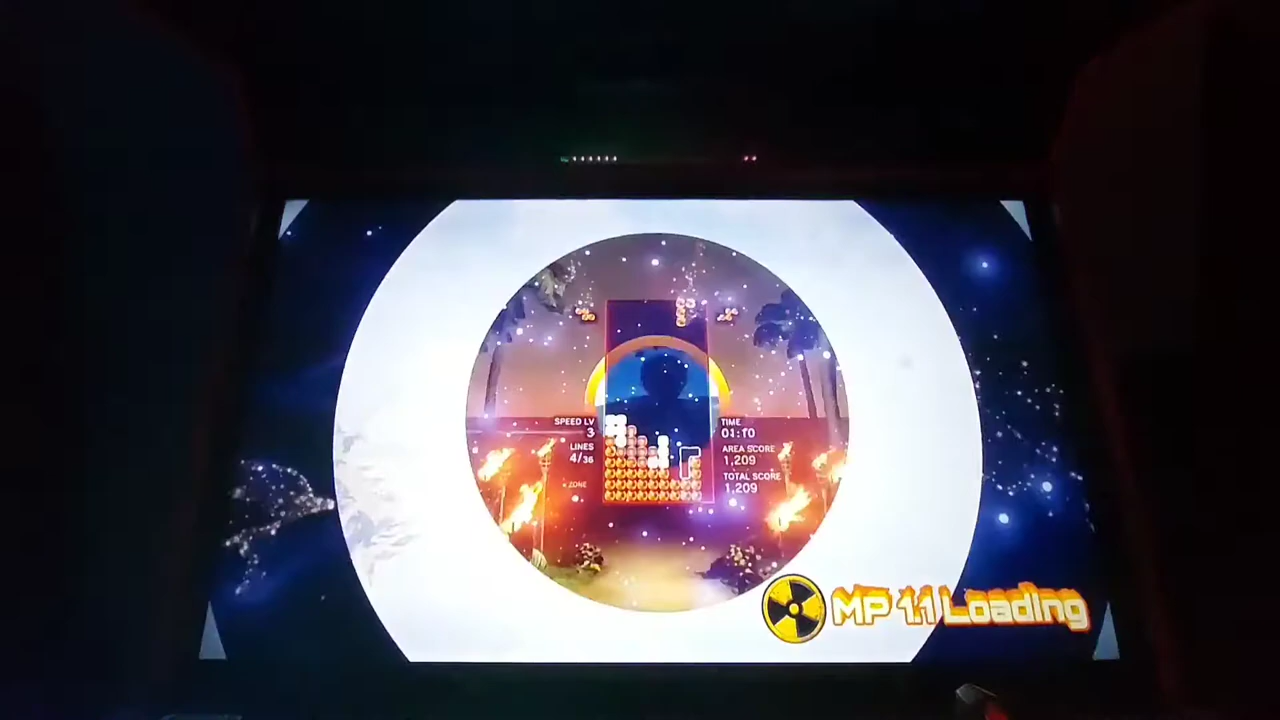 SPEED LV
3
LINES
4/36
ZONE
TIME
01:10
AREA SCORE
1,209
TOTAL SCORE
1,209
MP 1.1 Loading